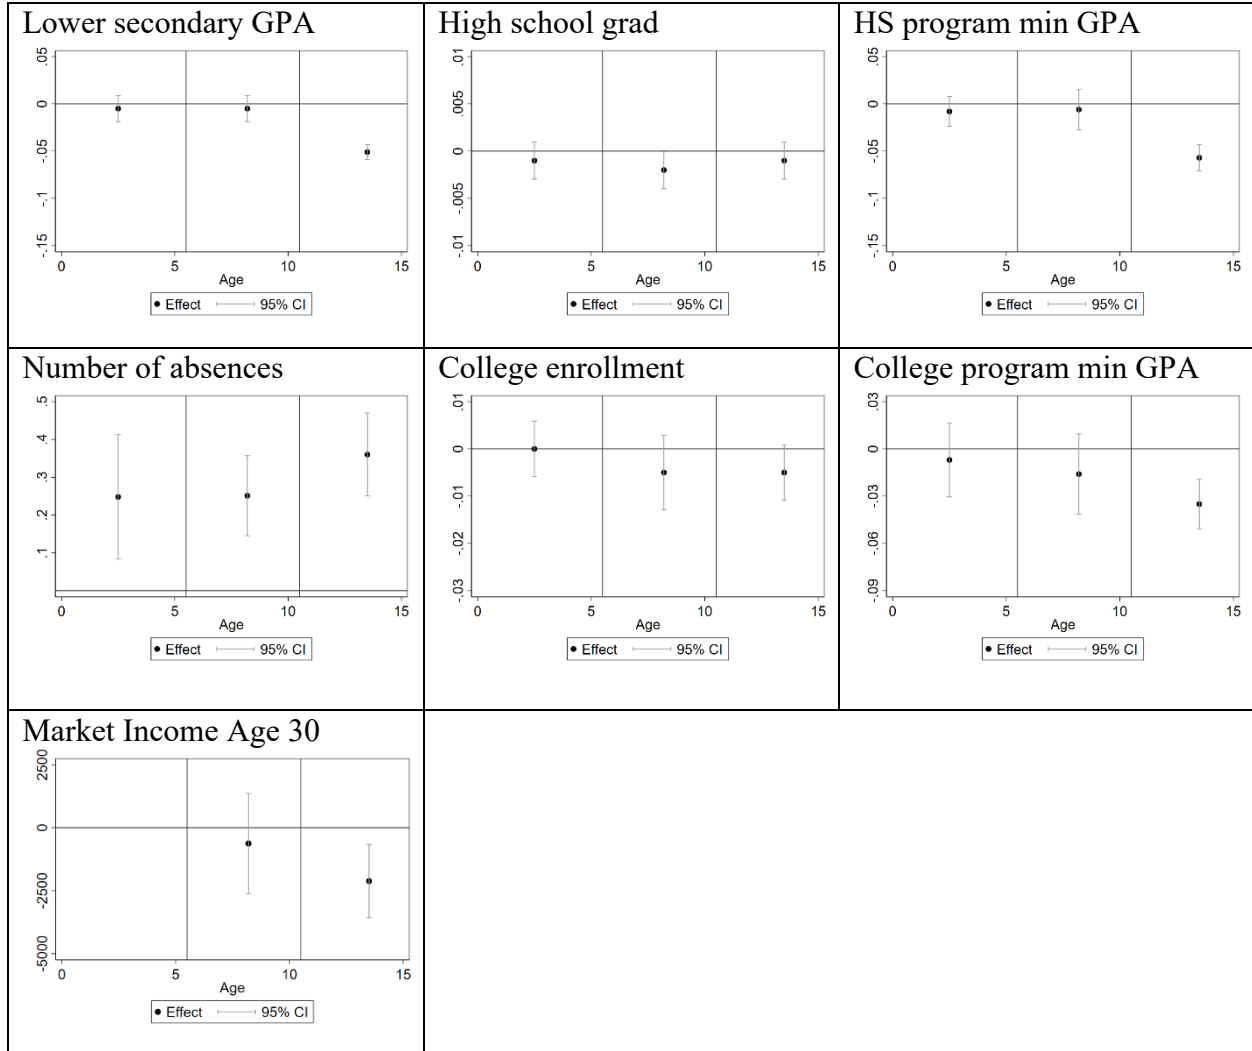 Lower secondary GPA
.05
0
-.05
-.1
-.15
0 5 10 15
Age
Effect 95% CI
High school grad
.01
.005
0
-.005
-.01
0 5 10 15
Age
Effect 95% CI
HS program min GPA
.05
0
-.05
-.1
-.15
0 5 10 15
Age
Effect 95% CI
Number of absences
.5
.4
.3
.2
.1
0 5 10 15
Age
Effect 95% CI
College enrollment
.01
0
-.01
-.02
-.03
0 5 10 15
Age
Effect 95% CI
College program min GPA
.03
0
-.03
-.06
-.09
0 5 10 15
Age
Effect 95% CI
Market Income Age 30
2500
0
-2500
-5000
0 5 10 15
Age
Effect 95% CI